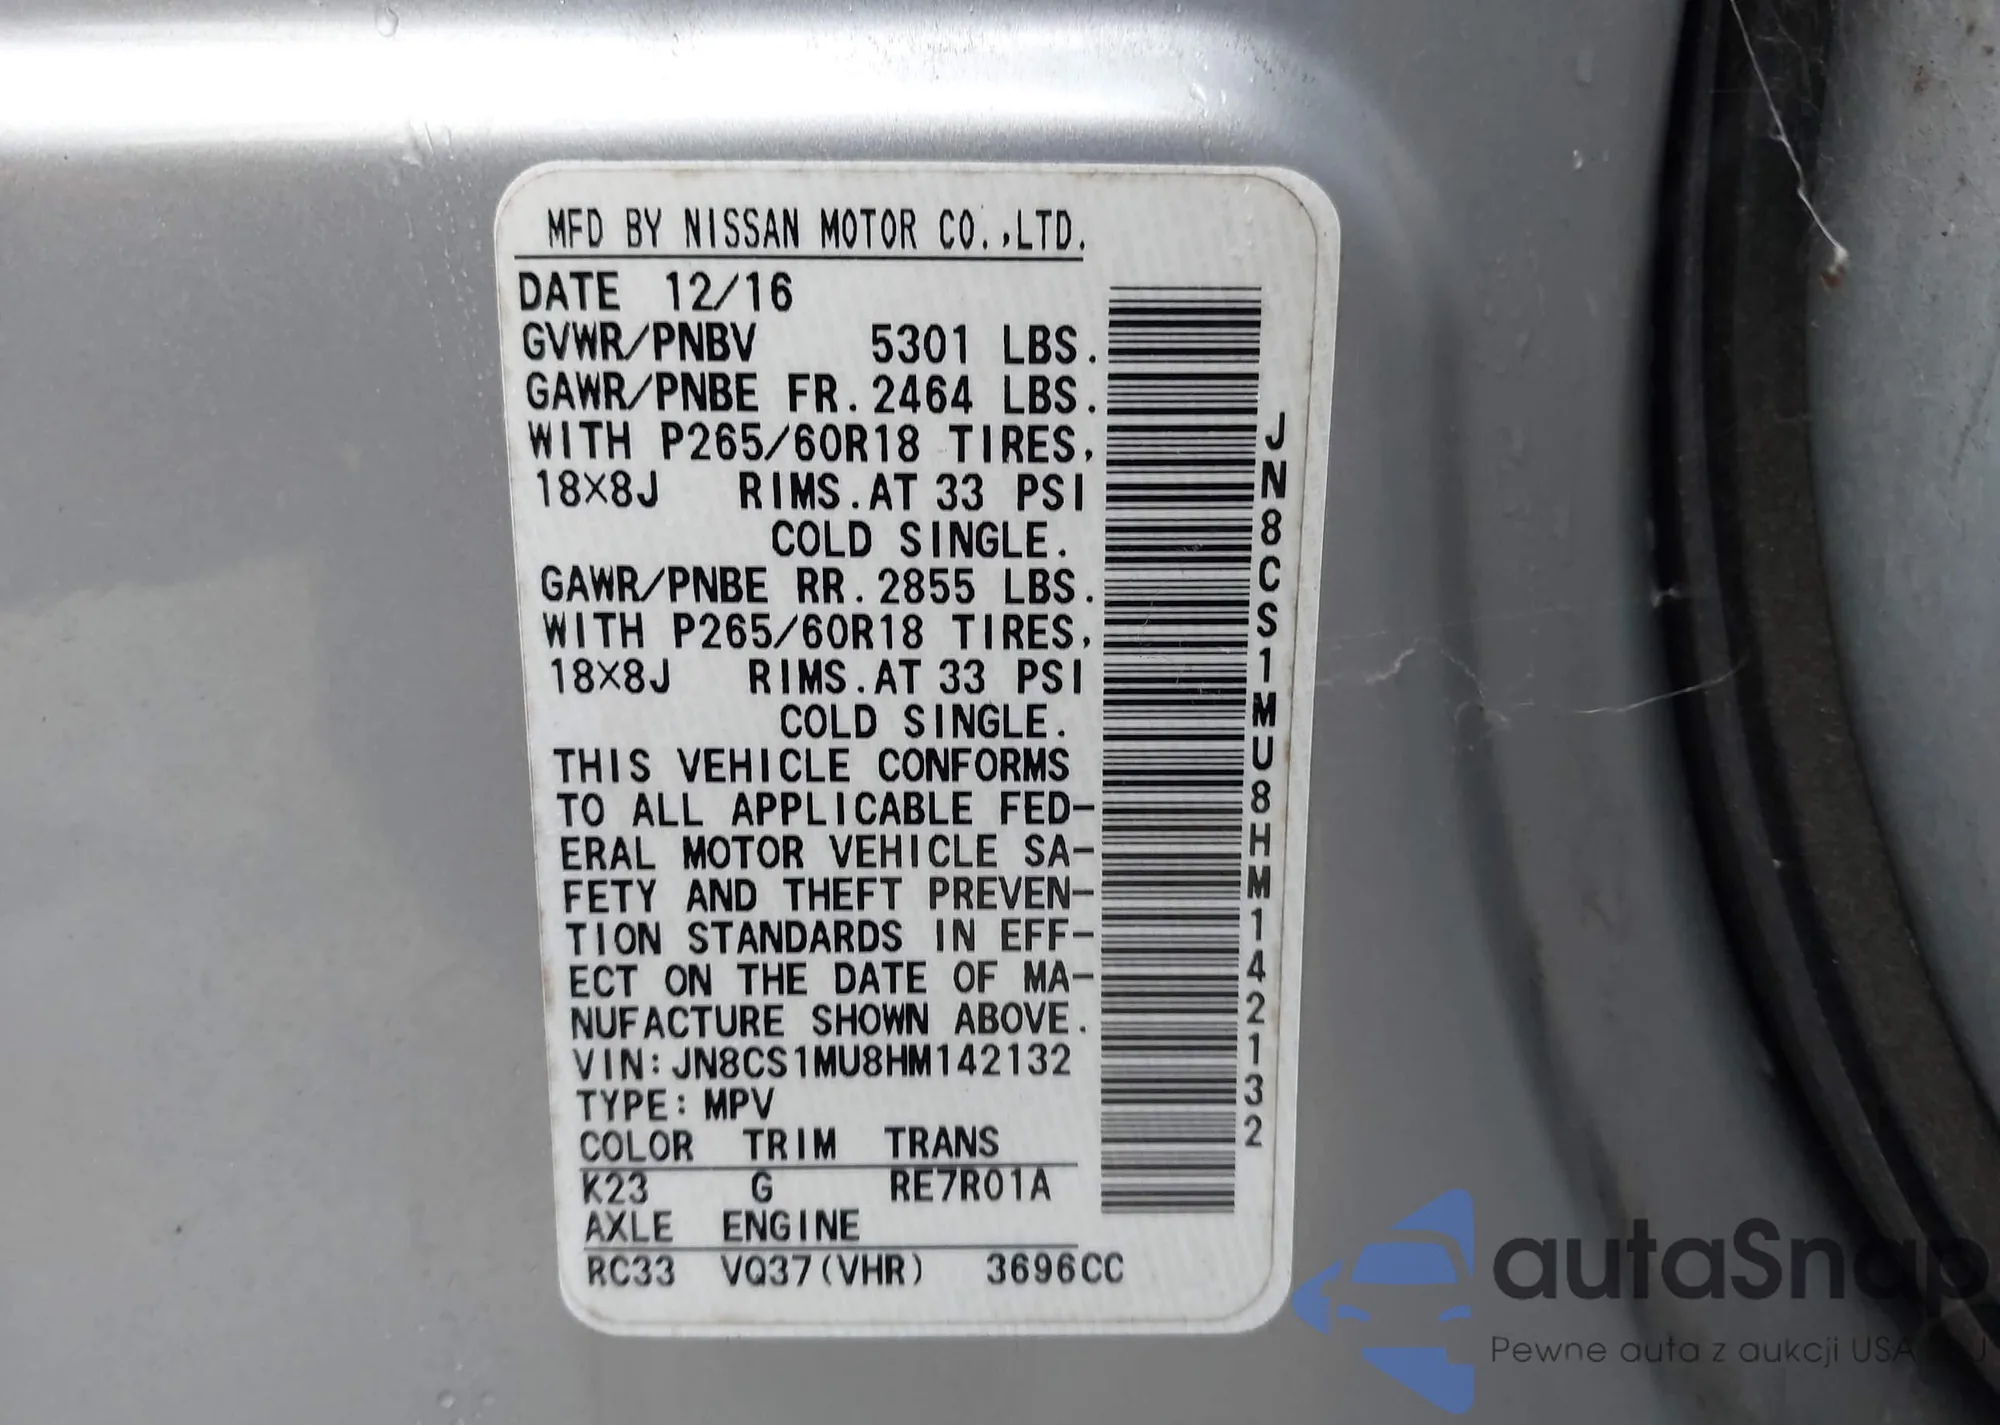 MFD BY NISSAN MOTOR CO.,LTD.
DATE 12/16
GVWR/PNBV 5301 LBS.
GAWR/PNBE FR.2464 LBS.
WITH P265/60R18 TIRES,
18X8J RIMS.AT 33 PSI
COLD SINGLE.
GAWR/PNBE RR.2855 LBS.
WITH P265/60R18 TIRES,
18X8J RIMS.AT 33 PSI
COLD SINGLE.
THIS VEHICLE CONFORMS
TO ALL APPLICABLE FED-
ERAL MOTOR VEHICLE SA-
FETY AND THEFT PREVEN-
TION STANDARDS IN EFF-
ECT ON THE DATE OF MA-
NUFACTURE SHOWN ABOVE.
VIN:JN8CS1MU8HM142132
TYPE:MPV
COLOR TRIM TRANS
K23 G RE7R01A
AXLE ENGINE
RC33 VQ37(VHR) 3696CC
JN8CS1MU8HM142132
autaSnap
Pewne auta z aukcji USA